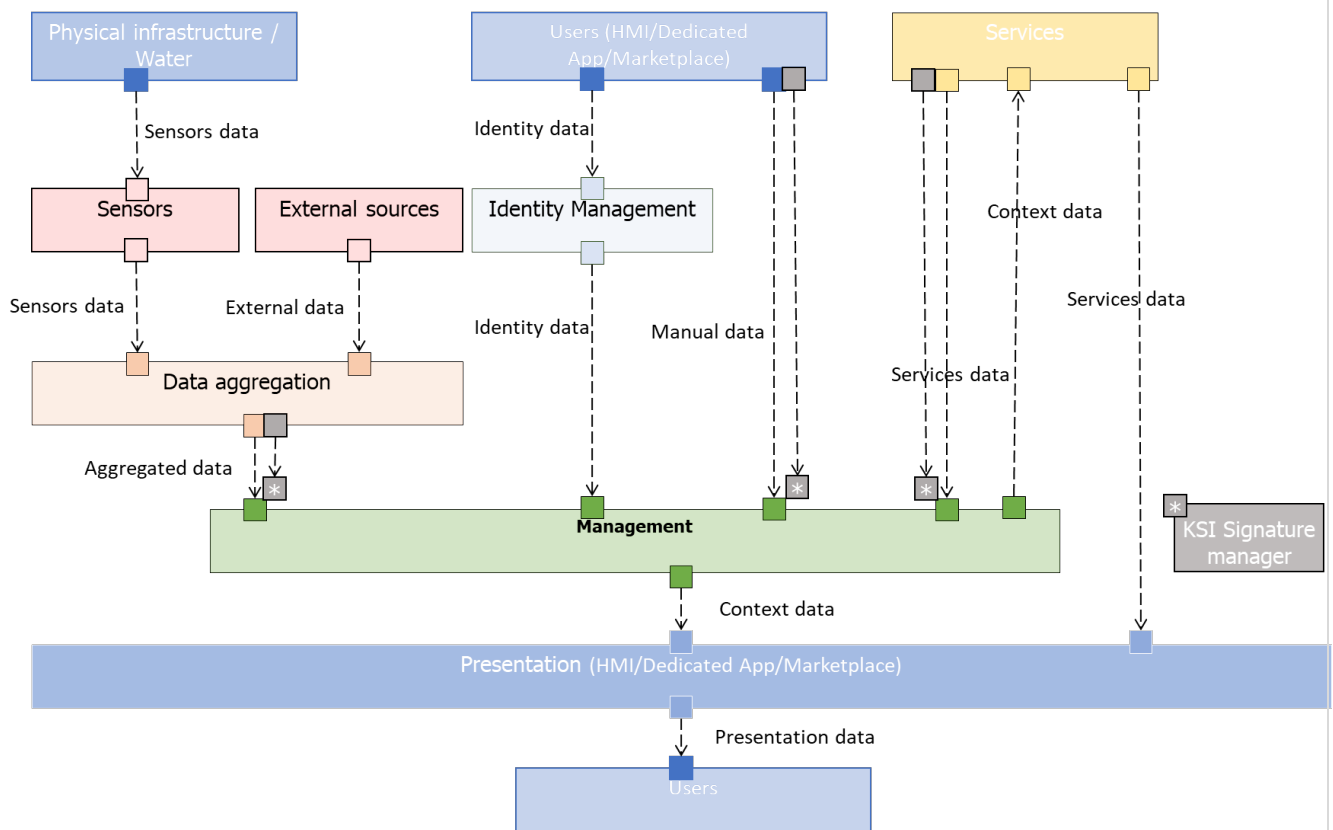 Physical infrastructure /
Water
Users (HMI/Dedicated
App/Marketplace)
Services
Sensors data
Identity data
Sensors
External sources
Identity Management
Context data
Sensors data
External data
Identity data
Manual data
Services data
Services data
Data aggregation
Aggregated data
*
*
*
*
Management
KSI Signature
manager
Context data
Presentation (HMI/Dedicated App/Marketplace)
Presentation data
Users